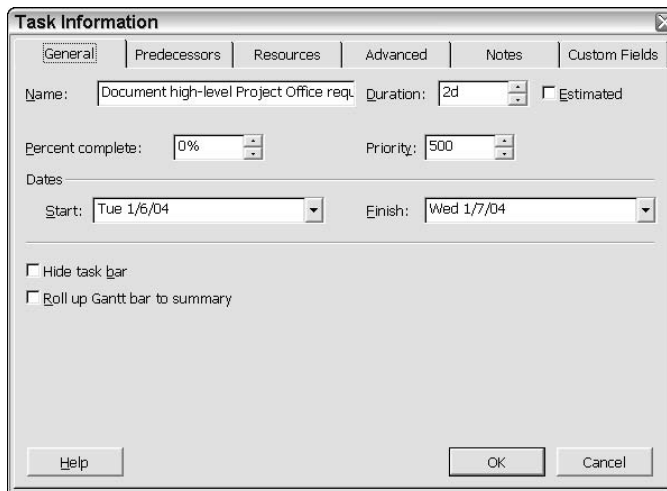 Task Information
General Predecessors Resources Advanced Notes Custom Fields
Name: Document high-level Project Office Duration: 2d Estimated
Percent complete: 0% Priority: 500
Dates
Start: Tue 1/6/04 Finish: Wed 1/7/04
Hide task bar
Roll up Gantt bar to summary
Help OK Cancel